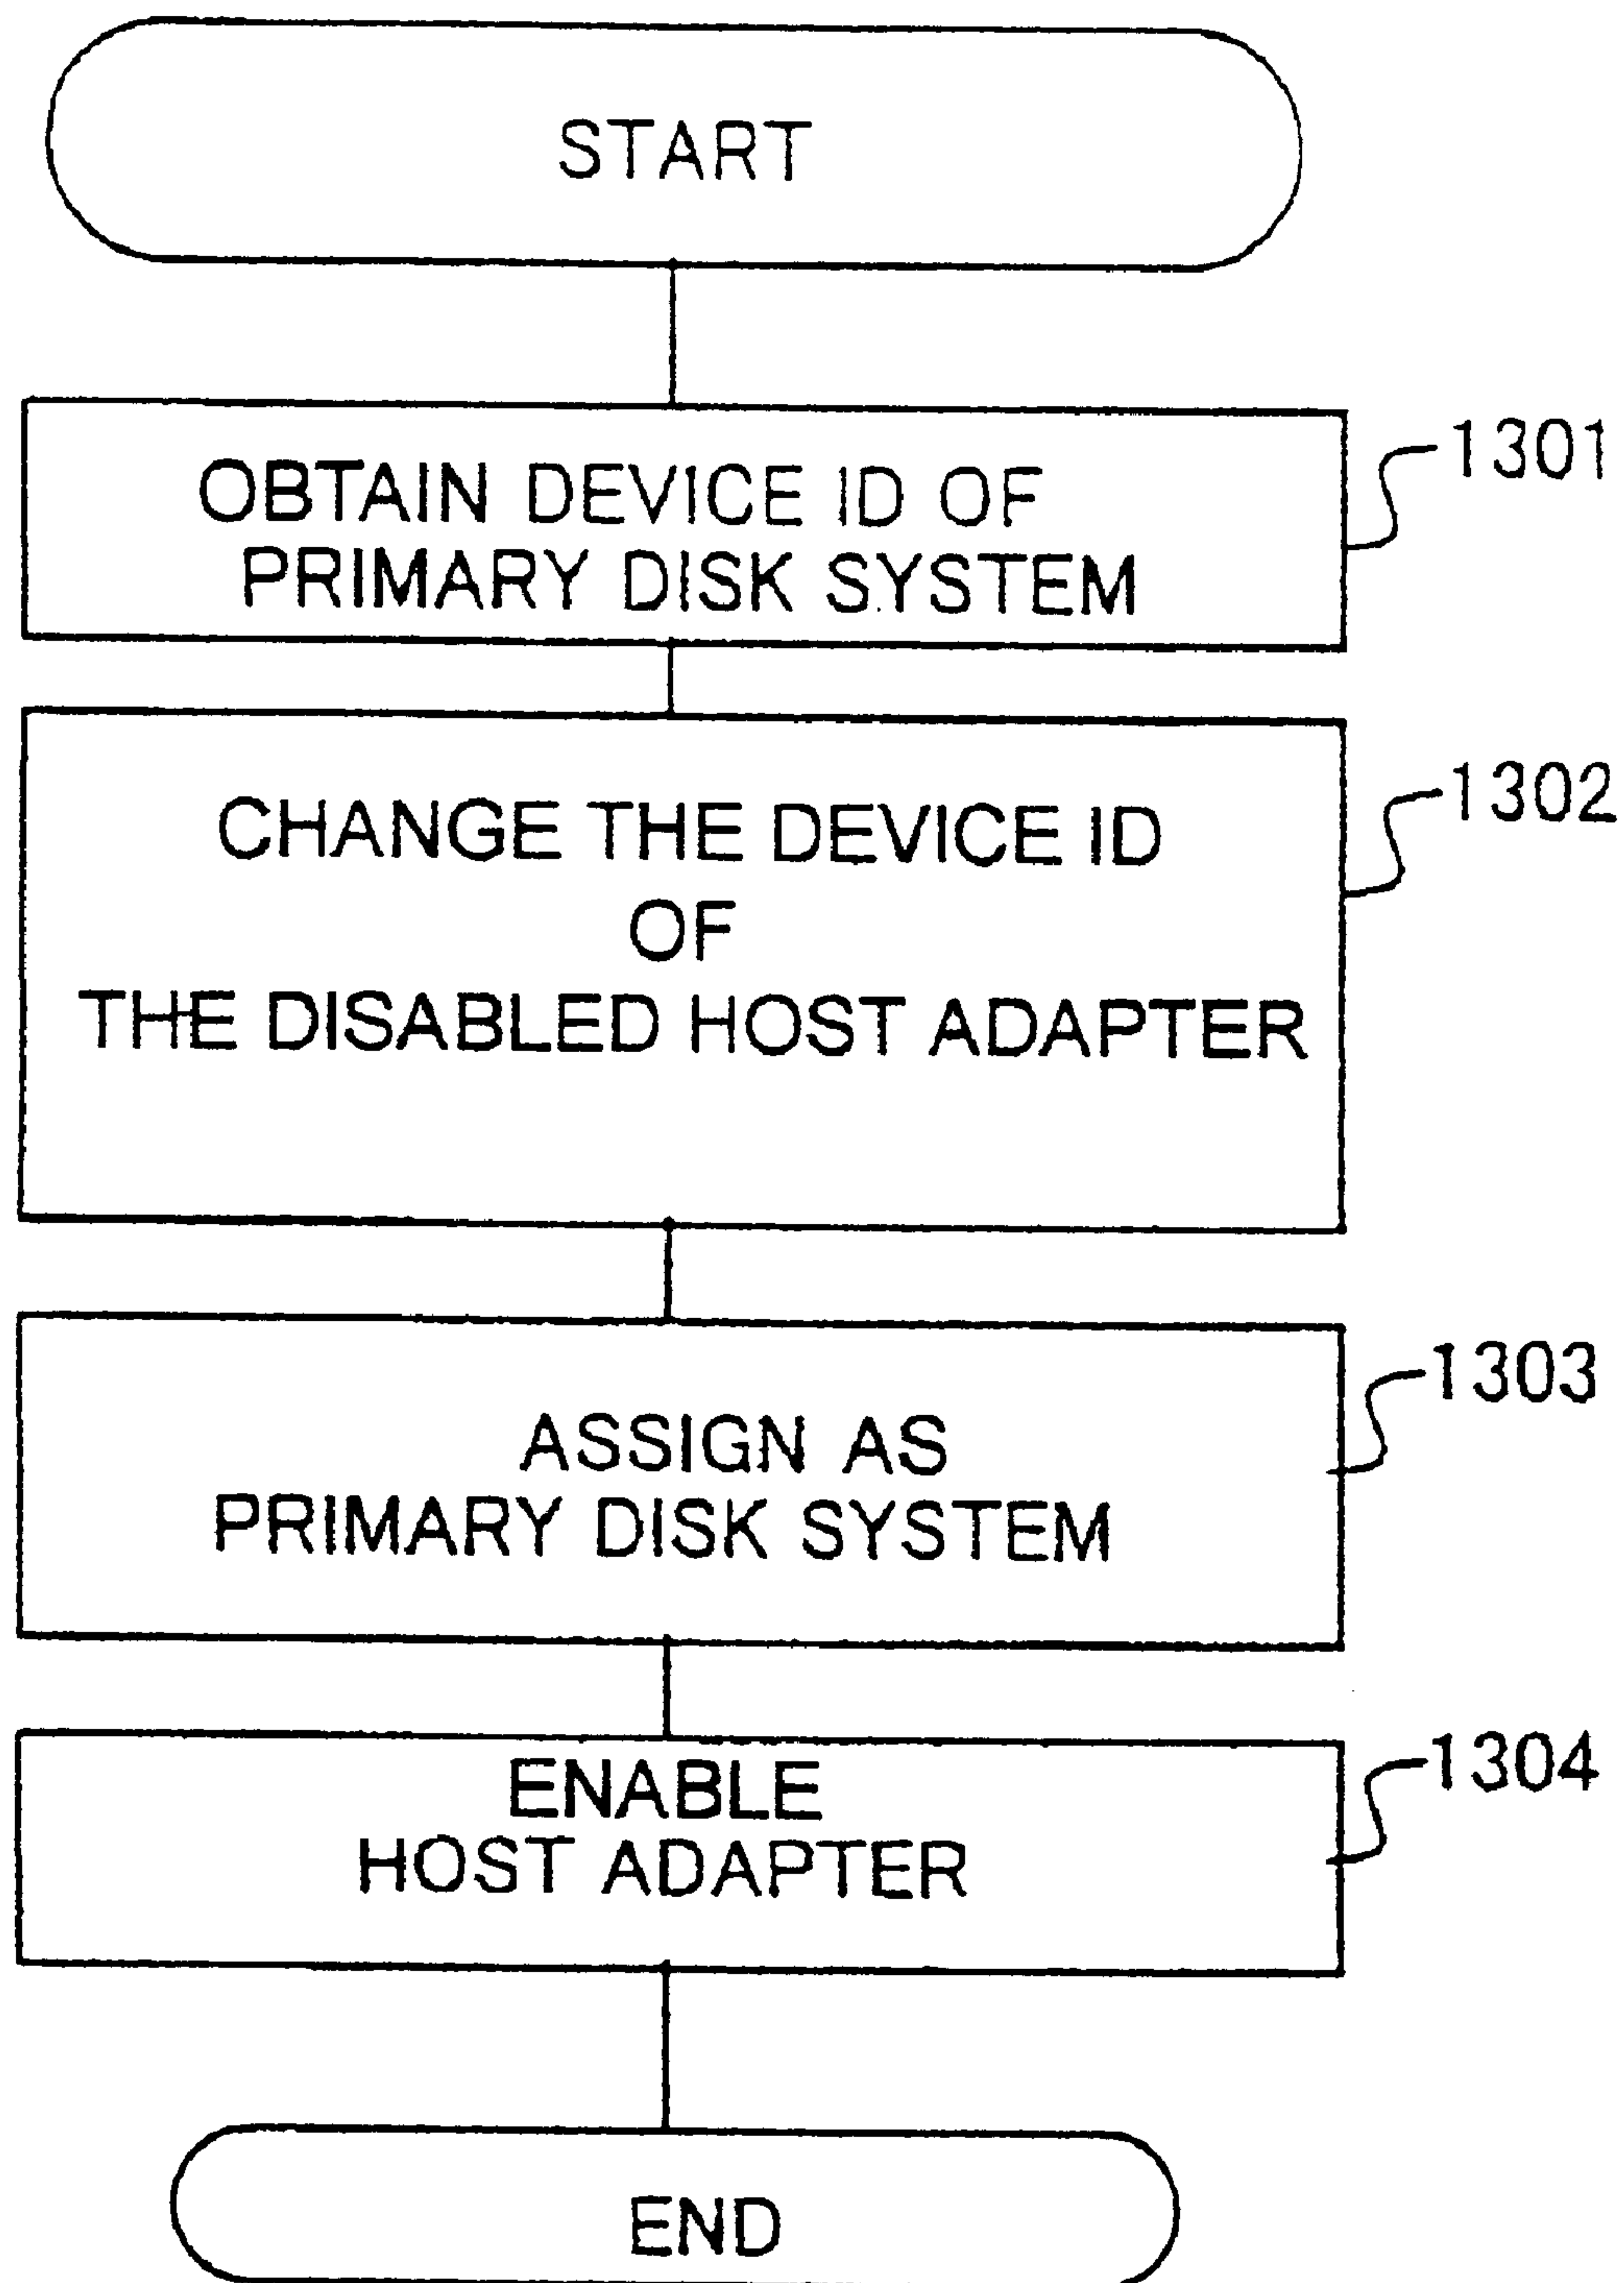 START
OBTAIN DEVICE ID OF
PRIMARY DISK SYSTEM
1301
CHANGE THE DEVICE ID
OF
THE DISABLED HOST ADAPTER
1302
ASSIGN AS
PRIMARY DISK SYSTEM
1303
ENABLE
HOST ADAPTER
1304
END